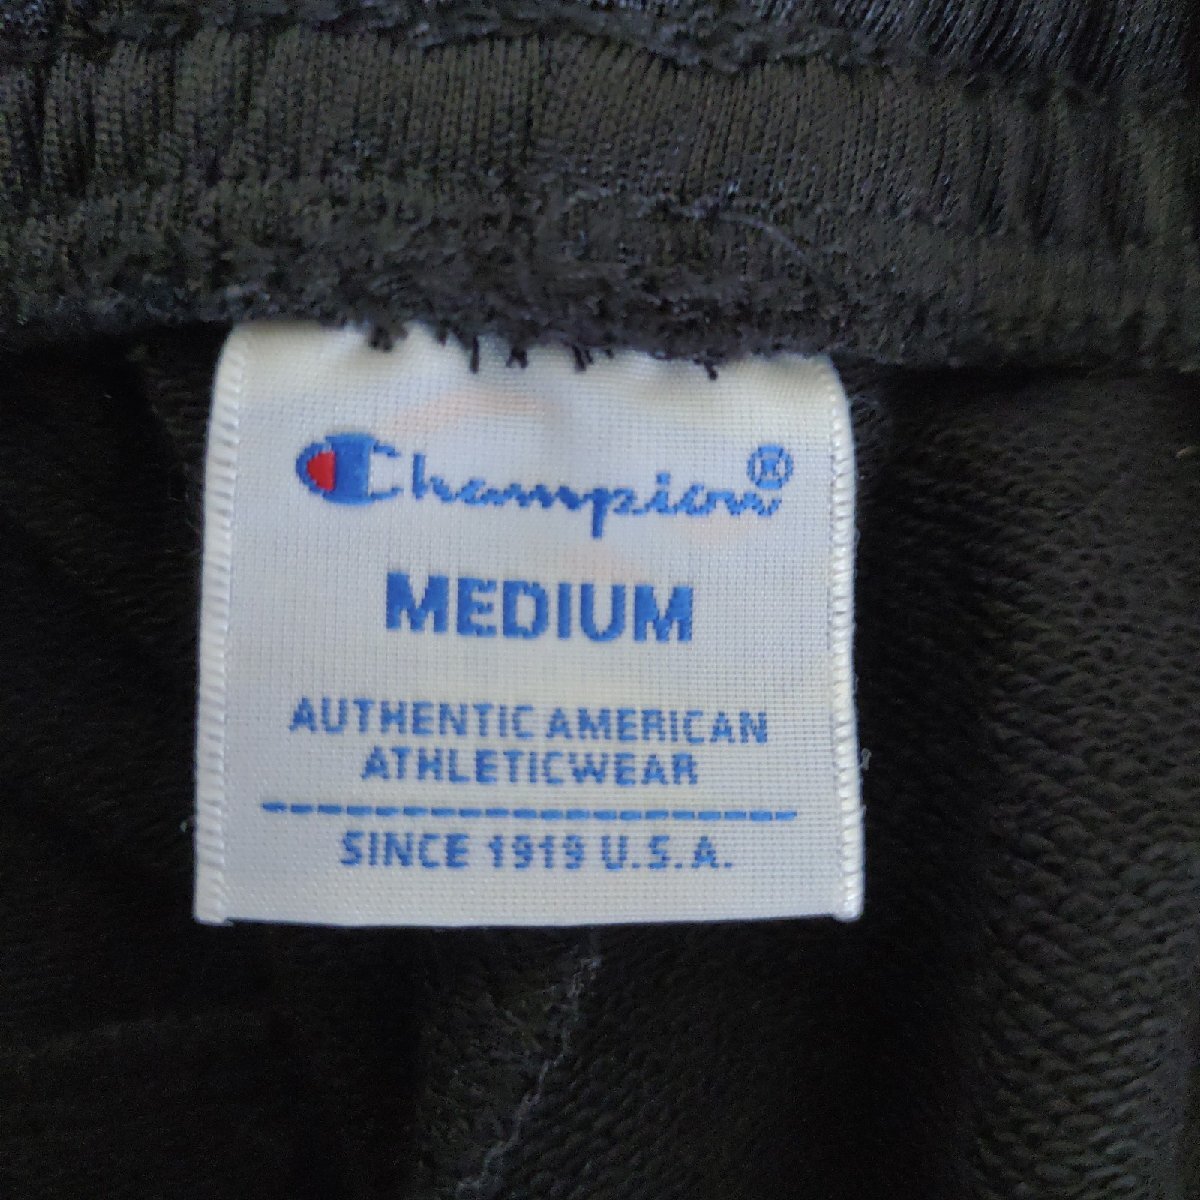 Champion®
MEDIUM
AUTHENTIC AMERICAN
ATHLETICWEAR
SINCE 1919 U.S.A.